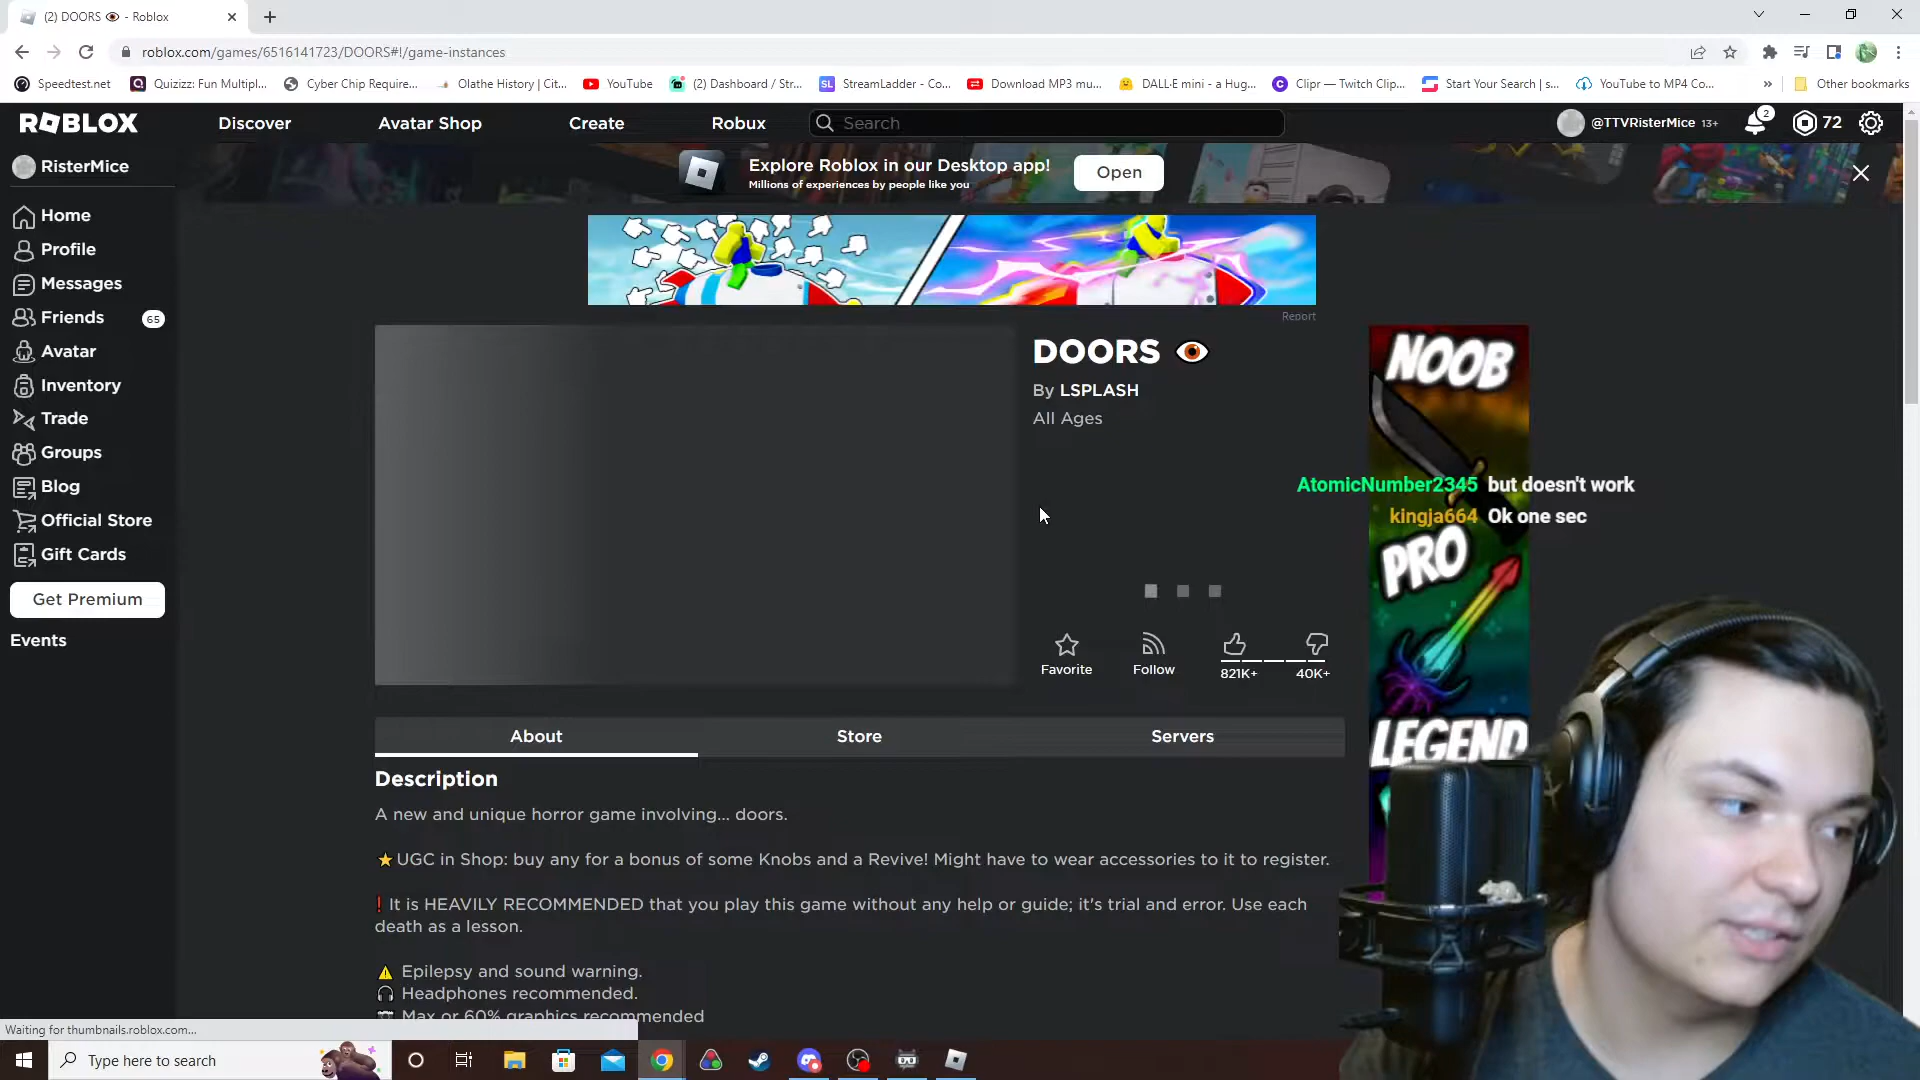 (2) DOORS 👁 - Roblox
roblox.com/games/6516141723/DOORS#!/game-instances
Speedtest.net
Quizizz: Fun Multipl...
Cyber Chip Require...
Olathe History | Cit...
YouTube
(2) Dashboard / Str...
StreamLadder - Co...
Download MP3 mu...
DALL·E mini - a Hug...
Clipr — Twitch Clip...
Start Your Search | s...
YouTube to MP4 Co...
»
Other bookmarks
ROBLOX
Discover
Avatar Shop
Create
Robux
Search
@TTVRisterMice 13+
2
72
RisterMice
Explore Roblox in our Desktop app!
Millions of experiences by people like you
Open
Home
Profile
Messages
Friends 65
Avatar
Inventory
Trade
Groups
Blog
Official Store
Gift Cards
Get Premium
Events
Report
DOORS 👁
By LSPLASH
All Ages
Favorite
Follow
821K+
40K+
NOOB
PRO
LEGEND
AtomicNumber2345 but doesn't work
kingja664 Ok one sec
About
Store
Servers
Description
A new and unique horror game involving... doors.
⭐UGC in Shop: buy any for a bonus of some Knobs and a Revive! Might have to wear accessories to it to register.
❗It is HEAVILY RECOMMENDED that you play this game without any help or guide; it's trial and error. Use each
death as a lesson.
⚠ Epilepsy and sound warning.
🎧 Headphones recommended.
Max or 60% graphics recommended
Waiting for thumbnails.roblox.com...
Type here to search